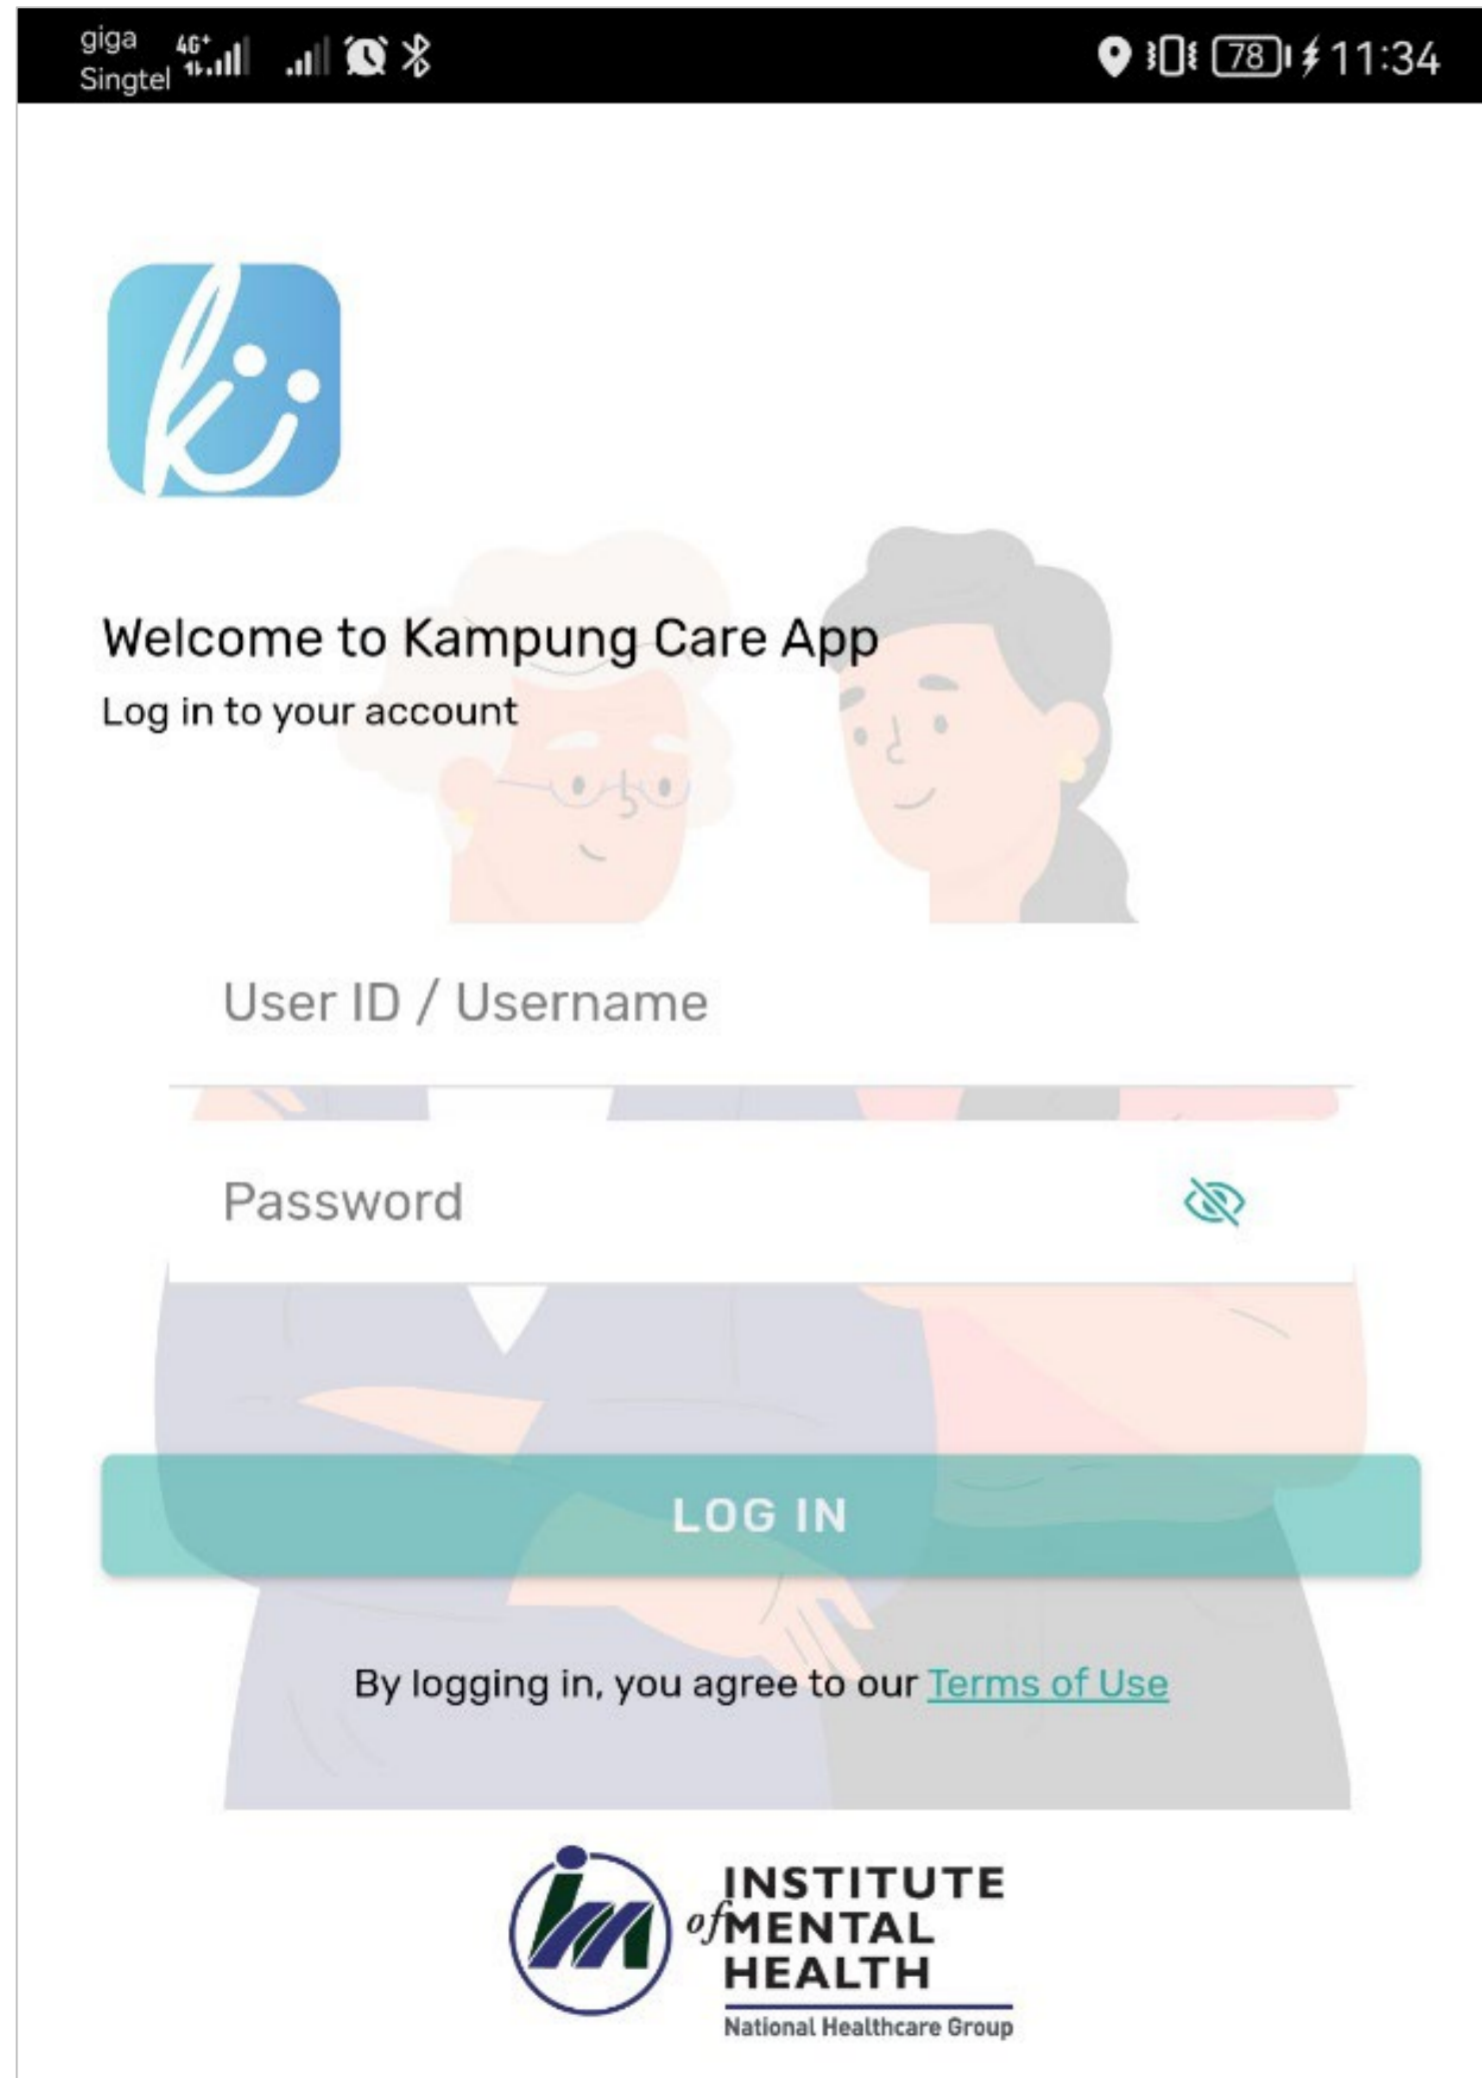 giga
Singtel
4G+
78
11:34
Welcome to Kampung Care App
Log in to your account
User ID / Username
Password
LOG IN
By logging in, you agree to our Terms of Use
INSTITUTE
of MENTAL
HEALTH
National Healthcare Group